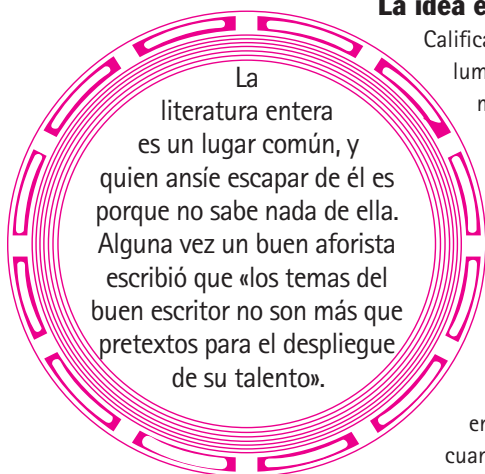 La idea e
Califica
lum
La
literatura entera
es un lugar común, y
quien ansíe escapar de él es
porque no sabe nada de ella.
Alguna vez un buen aforista
escribió que «los temas del
buen escritor no son más que
pretextos para el despliegue
de su talento».
er
cuar